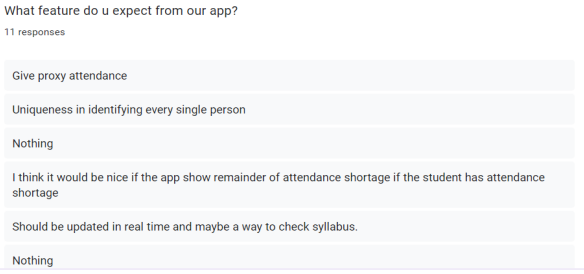 What feature do u expect from our app?
11 responses
Give proxy attendance
Uniqueness in identifying every single person
Nothing
I think it would be nice if the app show remainder of attendance shortage if the student has attendance
shortage
Should be updated in real time and maybe a way to check syllabus.
Nothing